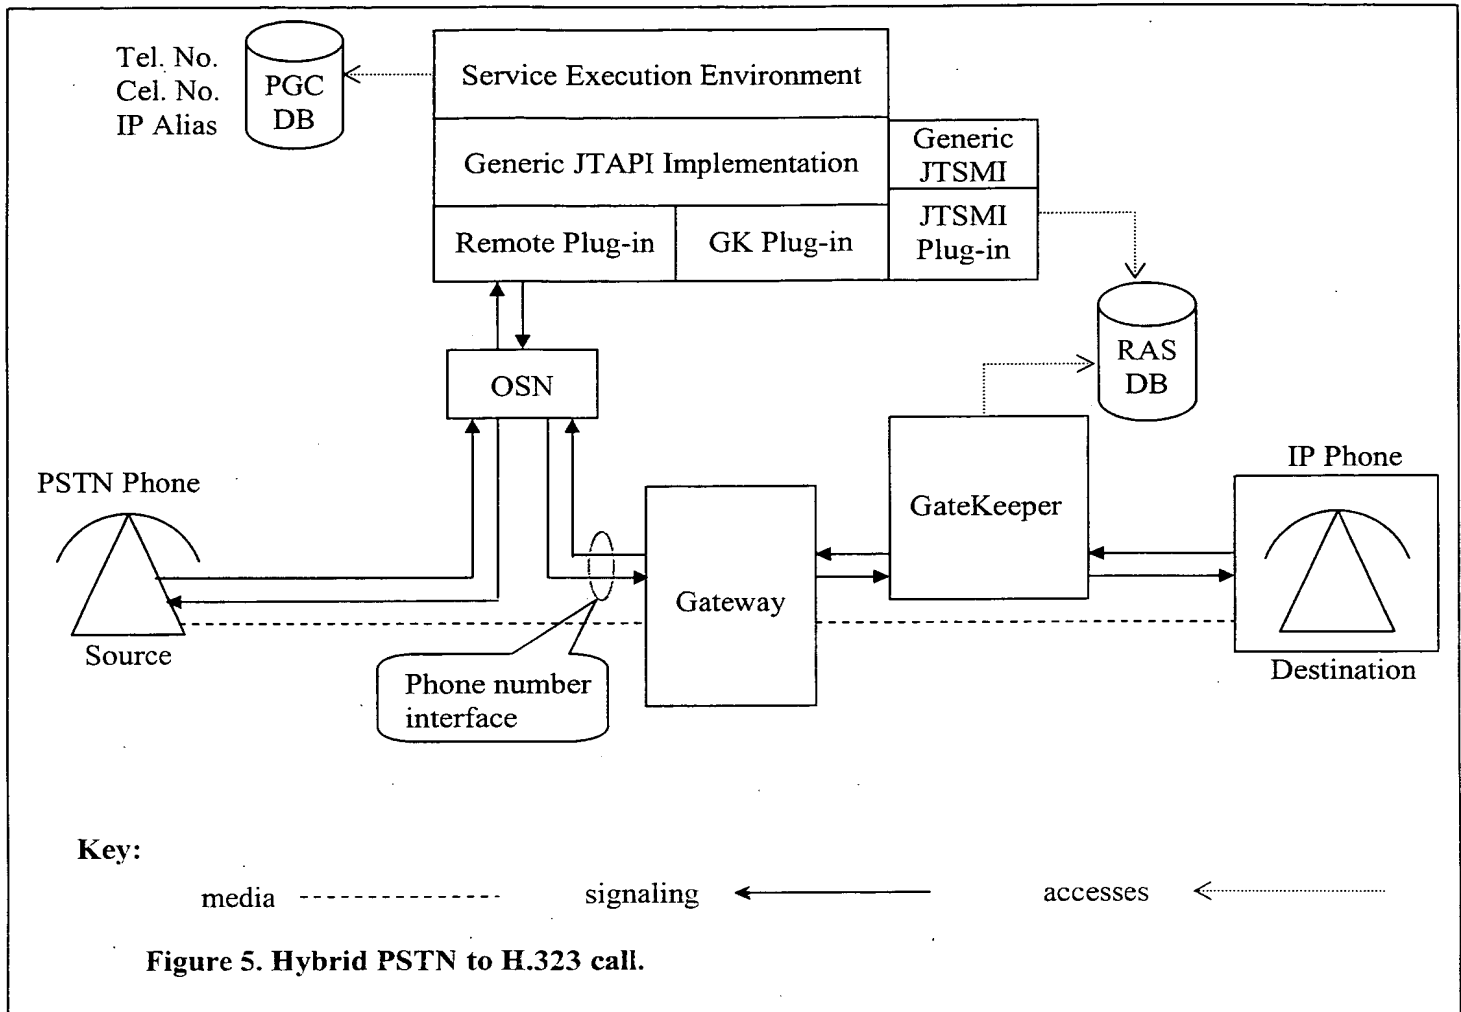 Tel. No.
Cel. No.
IP Alias
PGC
DB
Service Execution Environment
Generic JTAPI Implementation
Generic
JTSMI
Remote Plug-in
GK Plug-in
JTSMI
Plug-in
OSN
RAS
DB
PSTN Phone
Source
Phone number
interface
Gateway
GateKeeper
IP Phone
Destination
Key:
media
signaling
accesses
Figure 5. Hybrid PSTN to H.323 call.